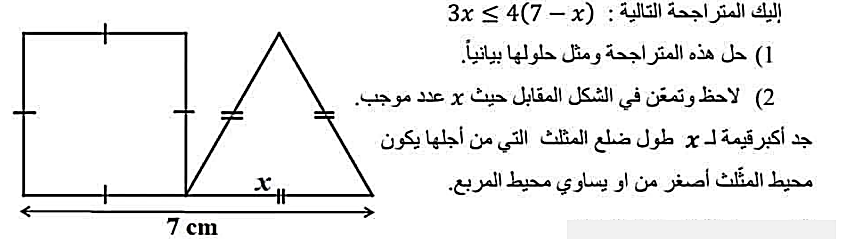 إليك المتراجحة التالية : 3x ≤ 4(7 − x)
1) حل هذه المتراجحة ومثل حلولها بيانياً.
2) لاحظ وتمعّن في الشكل المقابل حيث x عدد موجب.
جد أكبر قيمة لـ x طول ضلع المثلث التي من أجلها يكون
محيط المثّلث أصغر من او يساوي محيط المربع.
x
7 cm